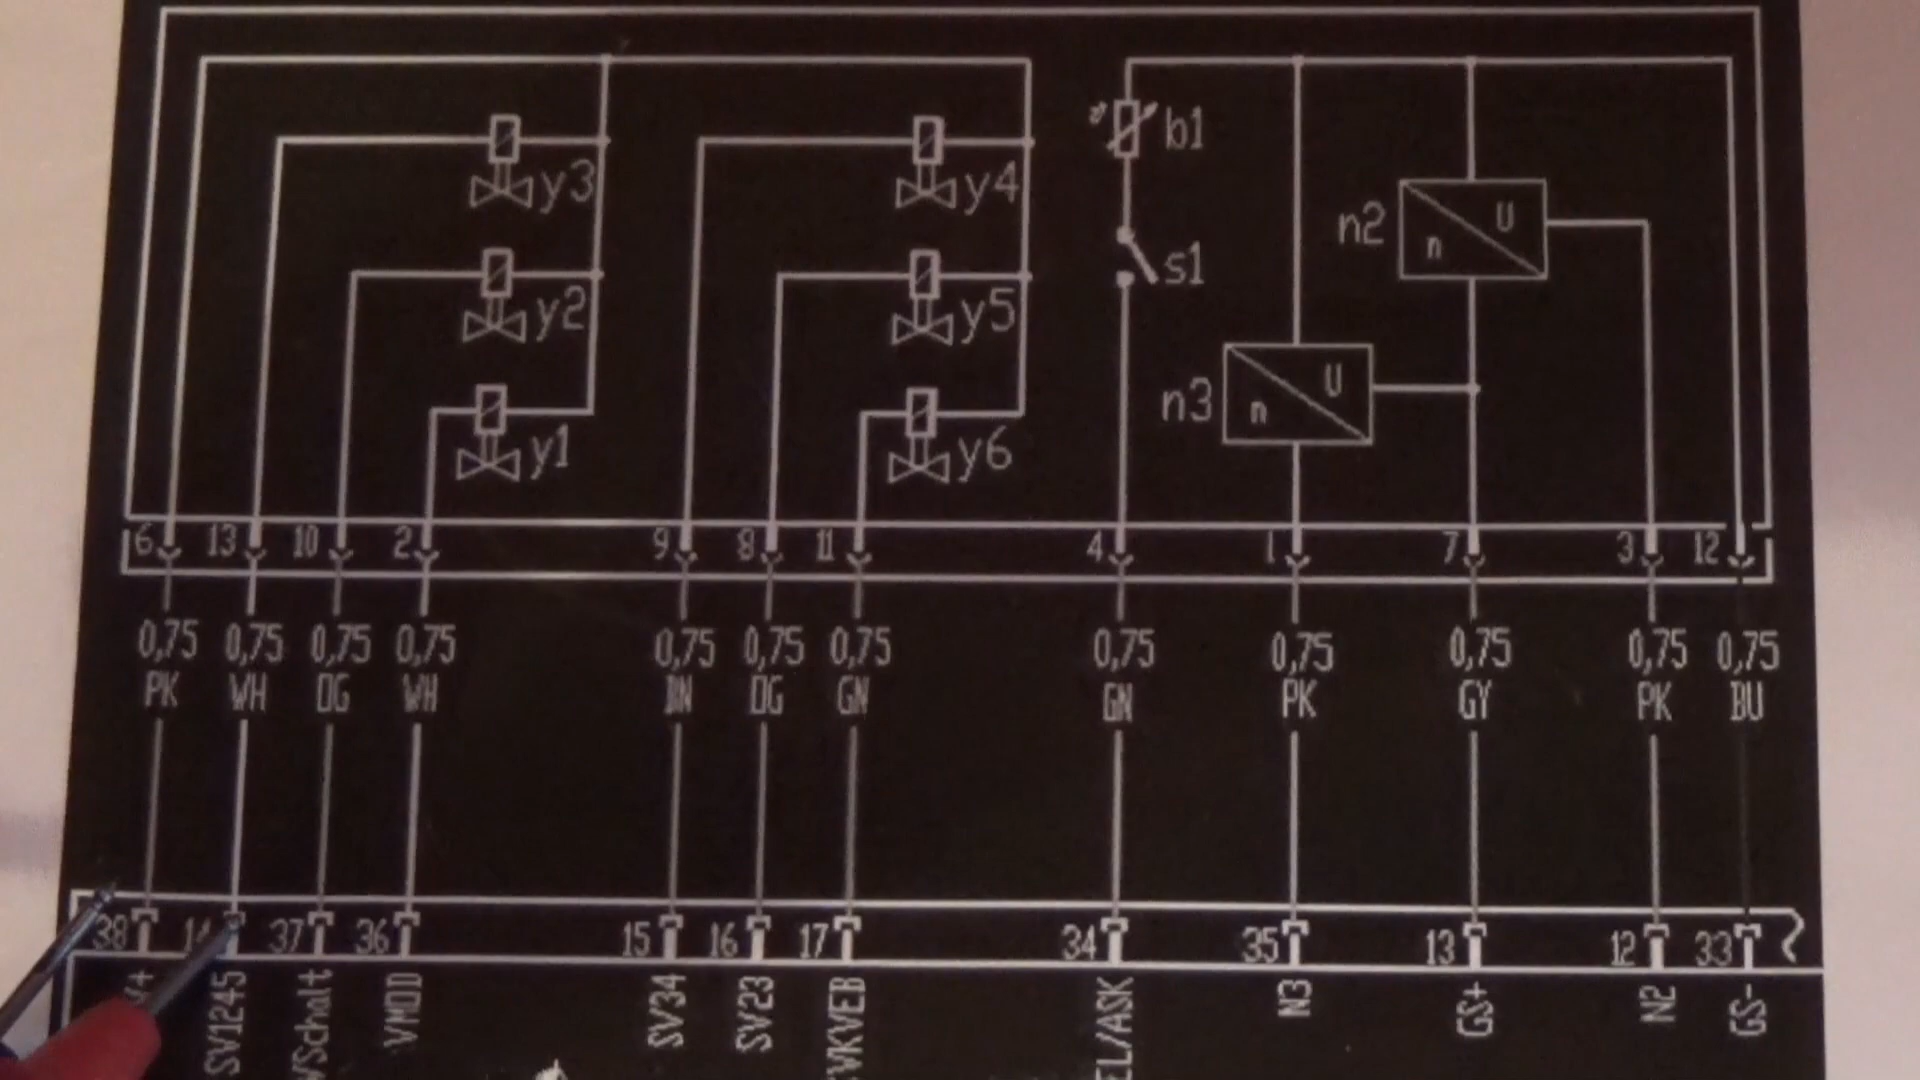 b1
y3
y4
n2
U
n
s1
y2
y5
n3
U
n
y1
y6
6 13 10 2 9 8 11 4 1 7 3 12
0,75 0,75 0,75 0,75 0,75 0,75 0,75 0,75 0,75 0,75 0,75 0,75
PK WH OG WH BN OG GN GN PK GY PK BU
38 14 37 36 15 16 17 34 35 13 12 33
SV1245
VSchalt
VMOD
SV34
SV23
VKVEB
EL/ASK
N3
GS+
N2
GS-